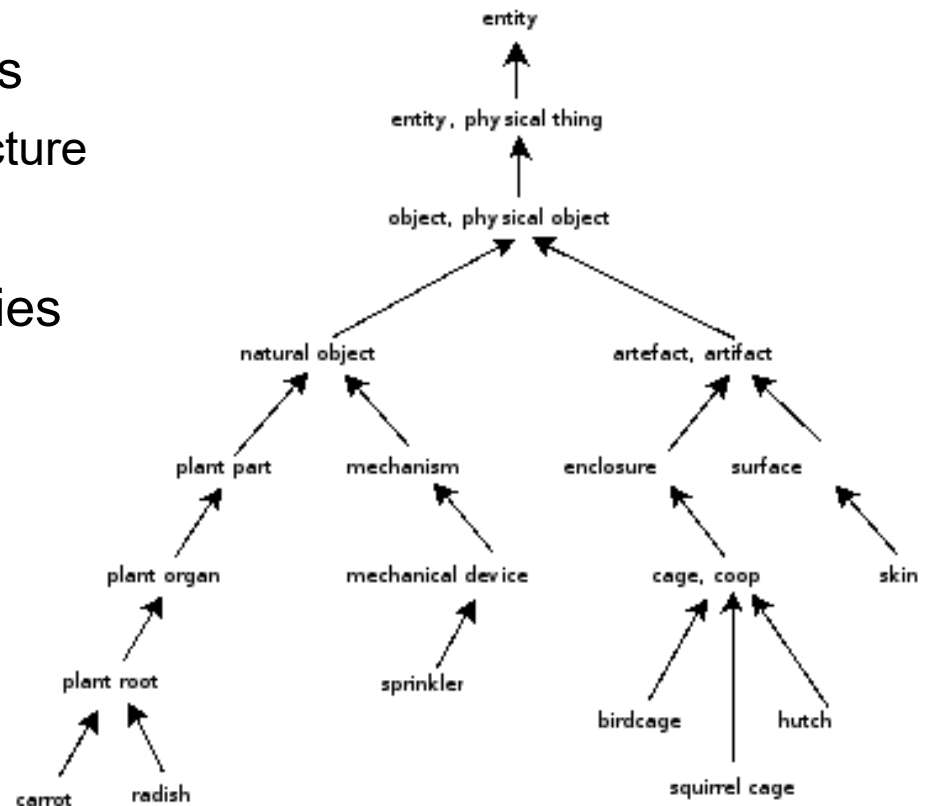 entity
s
entity, physical thing
cture
object, physical object
ies
natural object
artefact, artifact
plant part
mechanism
enclosure
surface
plant organ
mechanical device
cage, coop
skin
plant root
sprinkler
birdcage
hutch
squirrel cage
carrot
radish